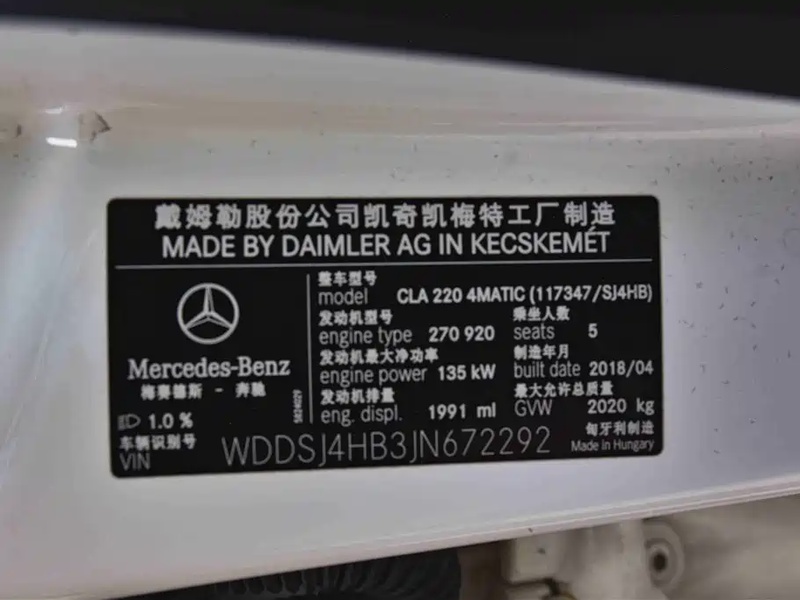 戴姆勒股份公司凯奇凯梅特工厂制造
MADE BY DAIMLER AG IN KECSKEMÉT
Mercedes-Benz
梅赛德斯 - 奔驰
1.0 %
5824029
整车型号
model CLA 220 4MATIC (117347/SJ4HB)
发动机型号 乘坐人数
engine type 270 920 seats 5
发动机最大净功率 制造年月
engine power 135 kW built date 2018/04
发动机排量 最大允许总质量
eng. displ. 1991 ml GVW 2020 kg
车辆识别号 匈牙利制造
VIN WDDSJ4HB3JN672292 Made in Hungary